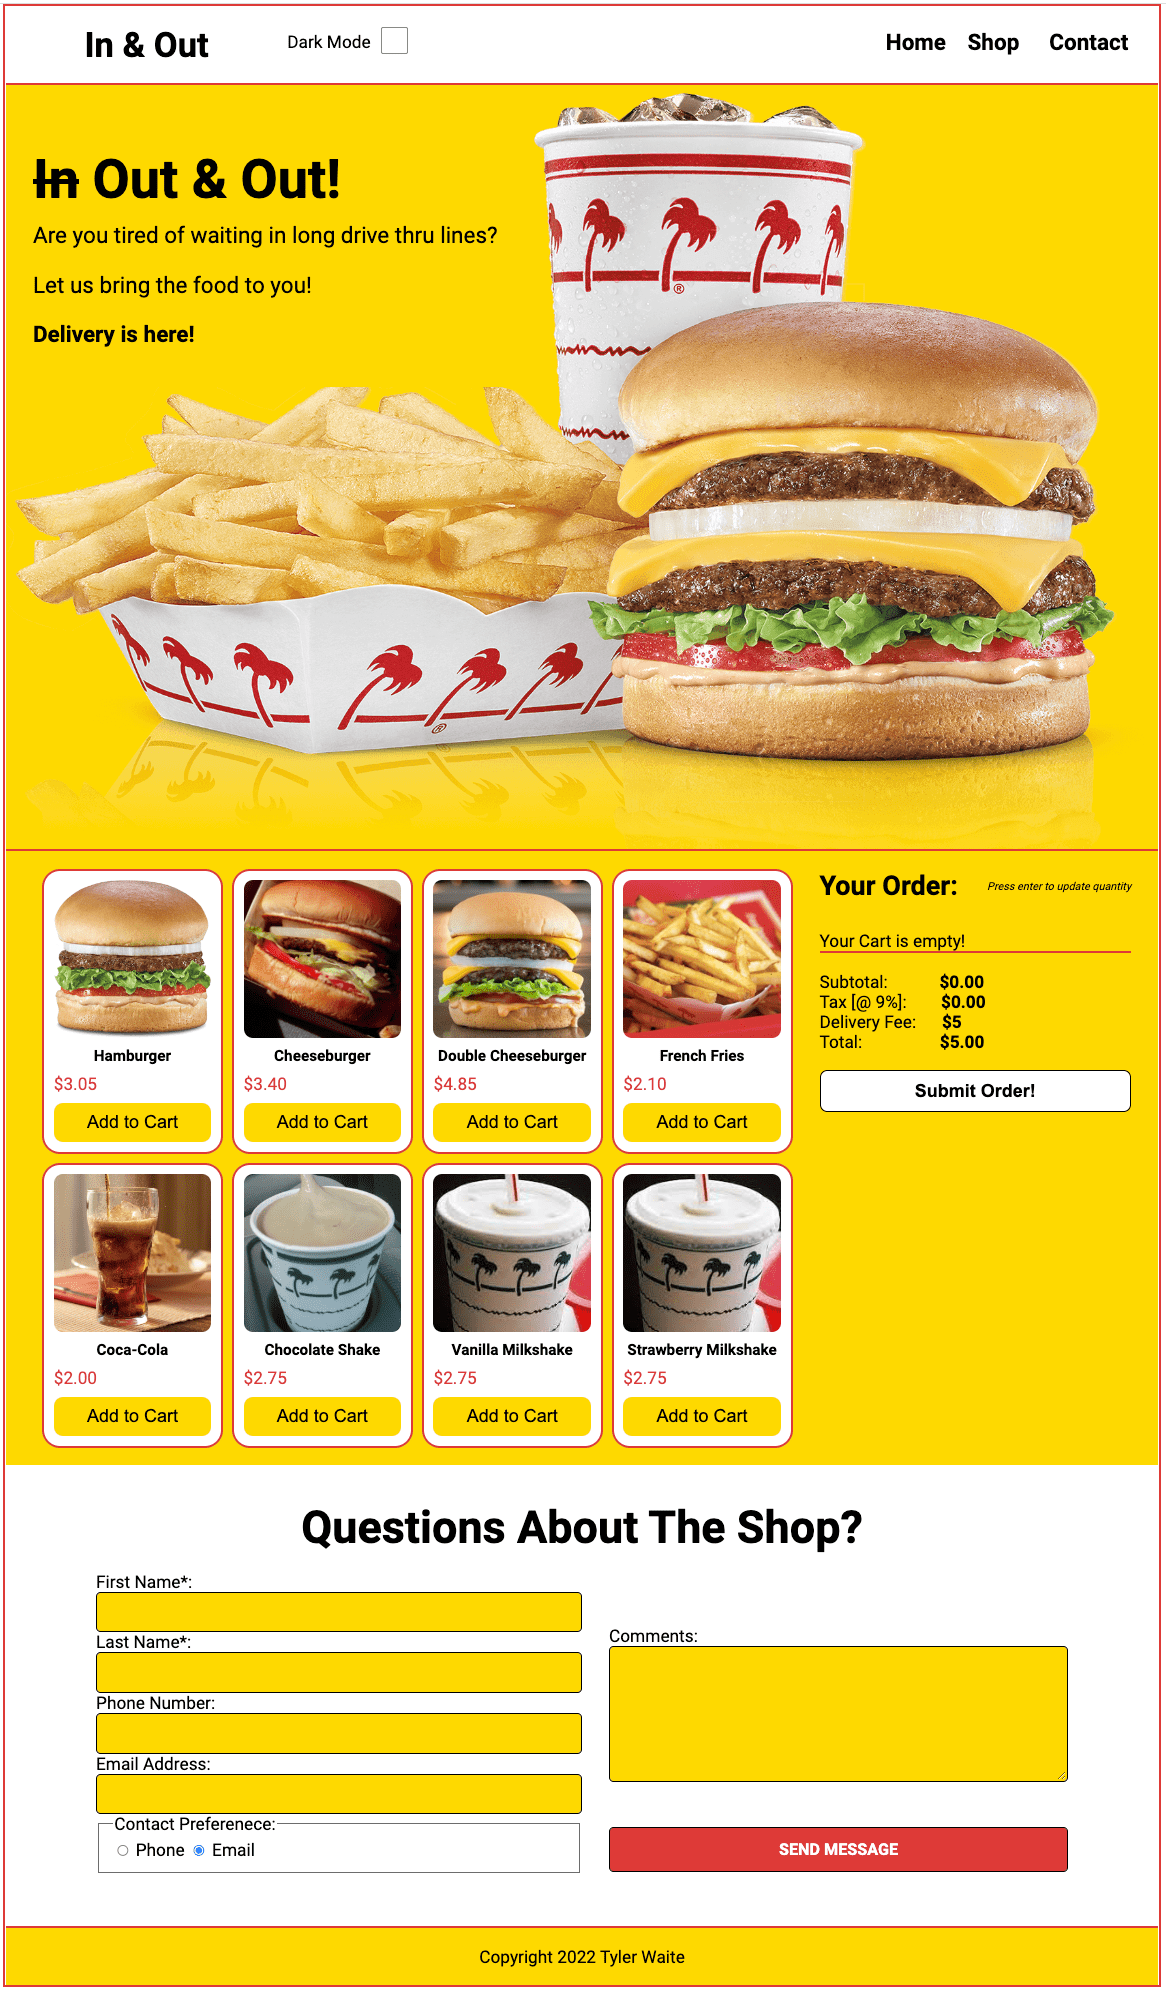 In & Out
Dark Mode
Home Shop Contact
In Out & Out!
Are you tired of waiting in long drive thru lines?
Let us bring the food to you!
Delivery is here!
®
®
Your Order: Press enter to update quantity
Your Cart is empty!
Subtotal: $0.00
Tax [@ 9%]: $0.00
Delivery Fee: $5
Total: $5.00
Submit Order!
Hamburger
$3.05
Add to Cart
Cheeseburger
$3.40
Add to Cart
Double Cheeseburger
$4.85
Add to Cart
French Fries
$2.10
Add to Cart
Coca-Cola
$2.00
Add to Cart
Chocolate Shake
$2.75
Add to Cart
Vanilla Milkshake
$2.75
Add to Cart
Strawberry Milkshake
$2.75
Add to Cart
Questions About The Shop?
First Name*:
Last Name*:
Phone Number:
Email Address:
Contact Preferenece:
Phone Email
Comments:
SEND MESSAGE
Copyright 2022 Tyler Waite